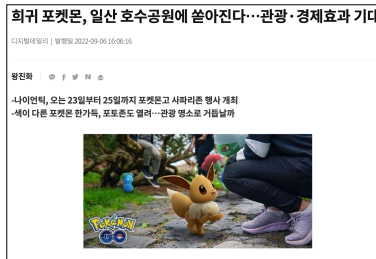 희귀 포켓몬, 일산 호수공원에 쏟아진다…관광·경제효과 기대
디지털데일리 | 발행일 2022-09-06 16:06:16
왕진화
-나이언틱, 오는 23일부터 25일까지 포켓몬고 사파리존 행사 개최
-색이 다른 포켓몬 한가득, 포토존도 열려…관광 명소로 거듭날까
POKÉMON
GO